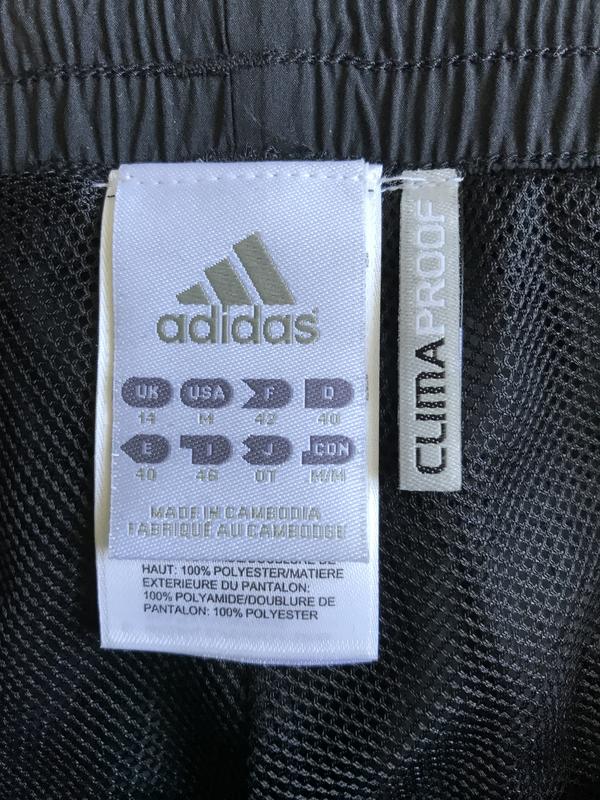 adidas
UK USA F D
14 M 42 40
E I J CDN
40 46 OT M/M
MADE IN CAMBODIA
FABRIQUÉ AU CAMBODGE
HAUT: 100% POLYESTER/MATIERE
EXTERIEURE DU PANTALON:
100% POLYAMIDE/DOUBLURE DE
PANTALON: 100% POLYESTER
CLIMAPROOF